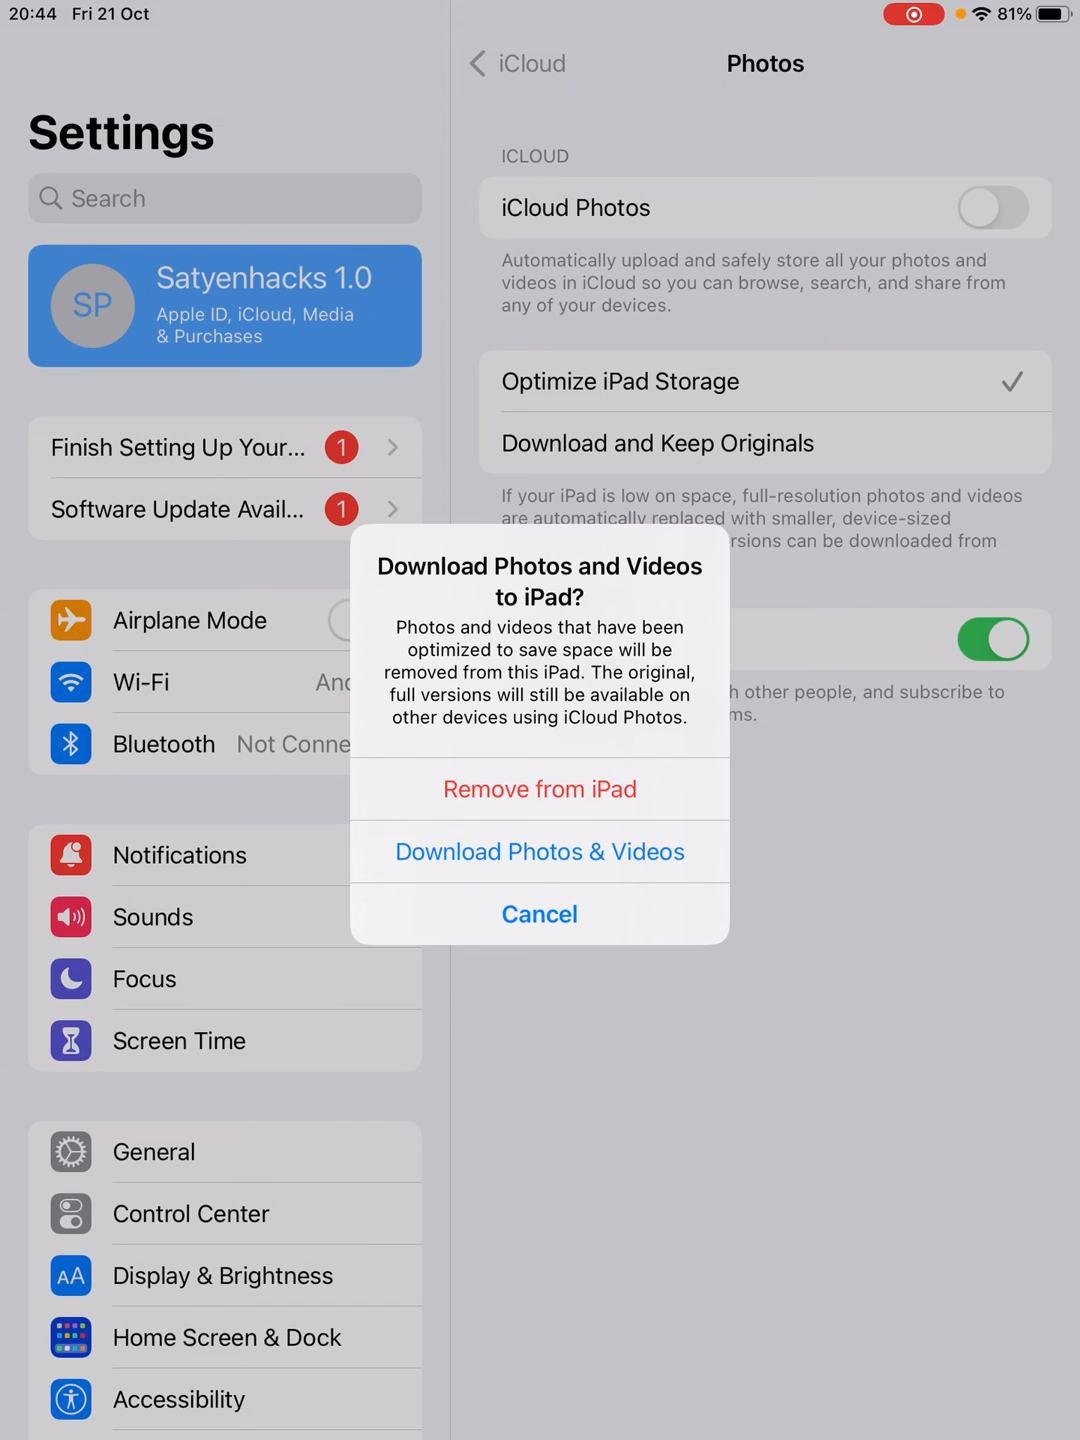 20:44 Fri 21 Oct
81%
Settings
Search
SP
Satyenhacks 1.0
Apple ID, iCloud, Media
& Purchases
Finish Setting Up Your... 1
Software Update Avail... 1
Airplane Mode
Wi-Fi
Bluetooth Not Conne
Notifications
Sounds
Focus
Screen Time
General
Control Center
AA Display & Brightness
Home Screen & Dock
Accessibility
iCloud
Photos
ICLOUD
iCloud Photos
Automatically upload and safely store all your photos and
videos in iCloud so you can browse, search, and share from
any of your devices.
Optimize iPad Storage
Download and Keep Originals
If your iPad is low on space, full-resolution photos and videos
are automatically replaced with smaller, device-sized
rsions can be downloaded from
h other people, and subscribe to
ms.
Download Photos and Videos
to iPad?
Photos and videos that have been
optimized to save space will be
removed from this iPad. The original,
full versions will still be available on
other devices using iCloud Photos.
Remove from iPad
Download Photos & Videos
Cancel